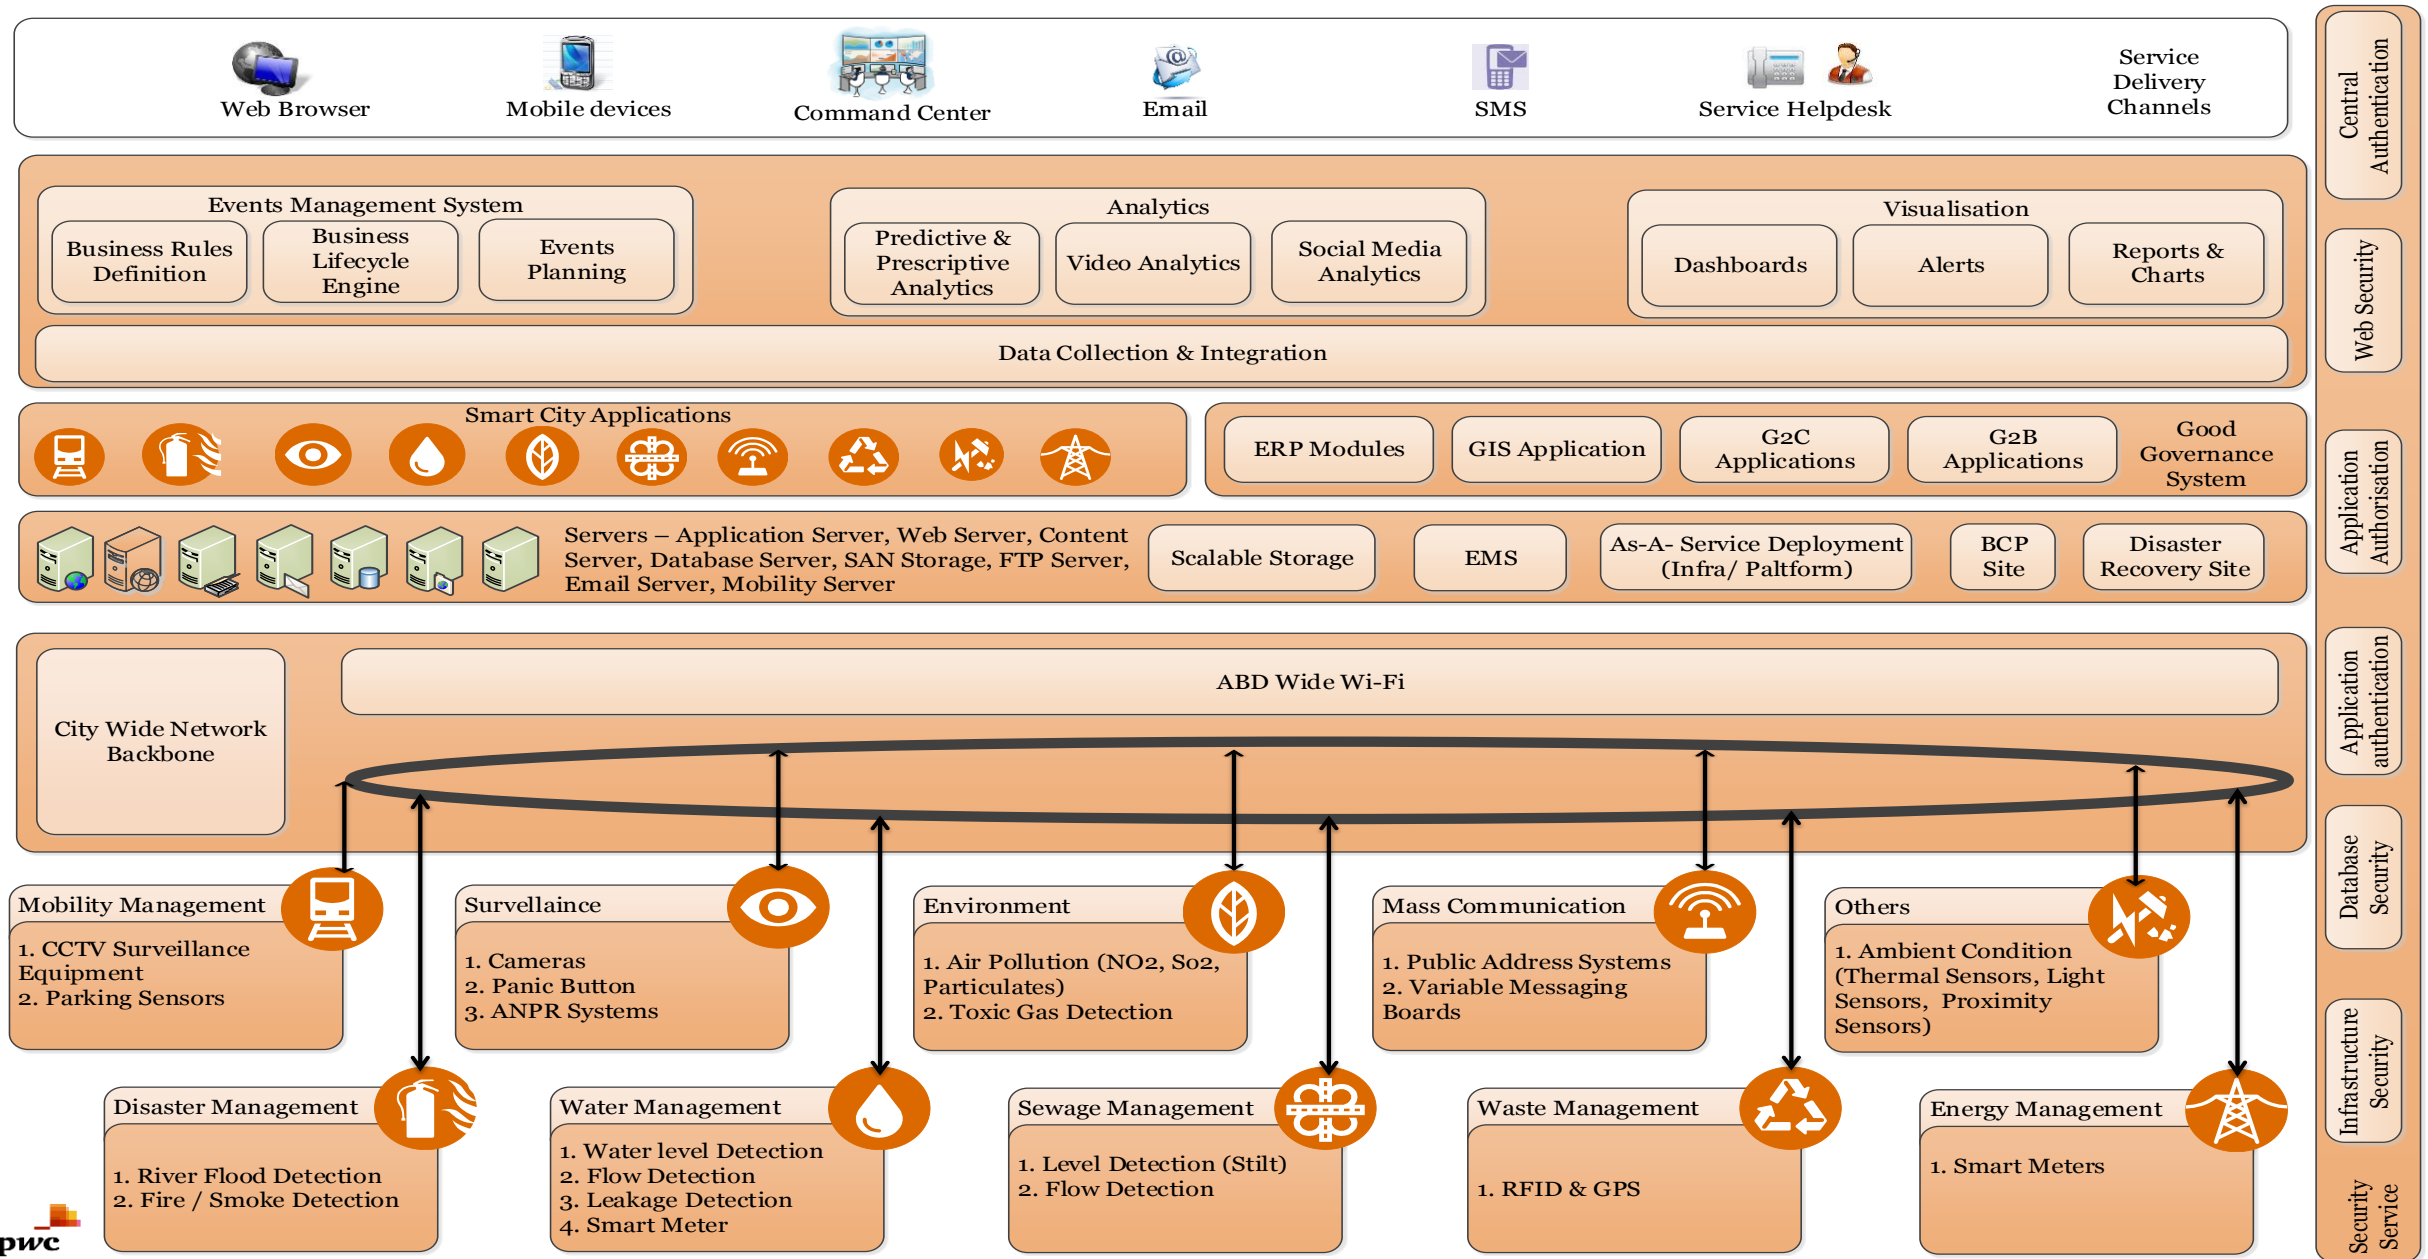 Web Browser
Mobile devices
Command Center
Email
SMS
Service Helpdesk
Service
Delivery
Channels
Events Management System
Business Rules
Definition
Business
Lifecycle
Engine
Events
Planning
Analytics
Predictive &
Prescriptive
Analytics
Video Analytics
Social Media
Analytics
Visualisation
Dashboards
Alerts
Reports &
Charts
Data Collection & Integration
Smart City Applications
ERP Modules
GIS Application
G2C
Applications
G2B
Applications
Good
Governance
System
Servers – Application Server, Web Server, Content
Server, Database Server, SAN Storage, FTP Server,
Email Server, Mobility Server
Scalable Storage
EMS
As-A- Service Deployment
(Infra/ Paltform)
BCP
Site
Disaster
Recovery Site
City Wide Network
Backbone
ABD Wide Wi-Fi
Mobility Management
1. CCTV Surveillance
Equipment
2. Parking Sensors
Survellaince
1. Cameras
2. Panic Button
3. ANPR Systems
Environment
1. Air Pollution (NO2, So2,
Particulates)
2. Toxic Gas Detection
Mass Communication
1. Public Address Systems
2. Variable Messaging
Boards
Others
1. Ambient Condition
(Thermal Sensors, Light
Sensors, Proximity
Sensors)
Disaster Management
1. River Flood Detection
2. Fire / Smoke Detection
Water Management
1. Water level Detection
2. Flow Detection
3. Leakage Detection
4. Smart Meter
Sewage Management
1. Level Detection (Stilt)
2. Flow Detection
Waste Management
1. RFID & GPS
Energy Management
1. Smart Meters
Central
Authentication
Web Security
Application
Authorisation
Application
authentication
Database
Security
Infrastructure
Security
Security
Service
pwc